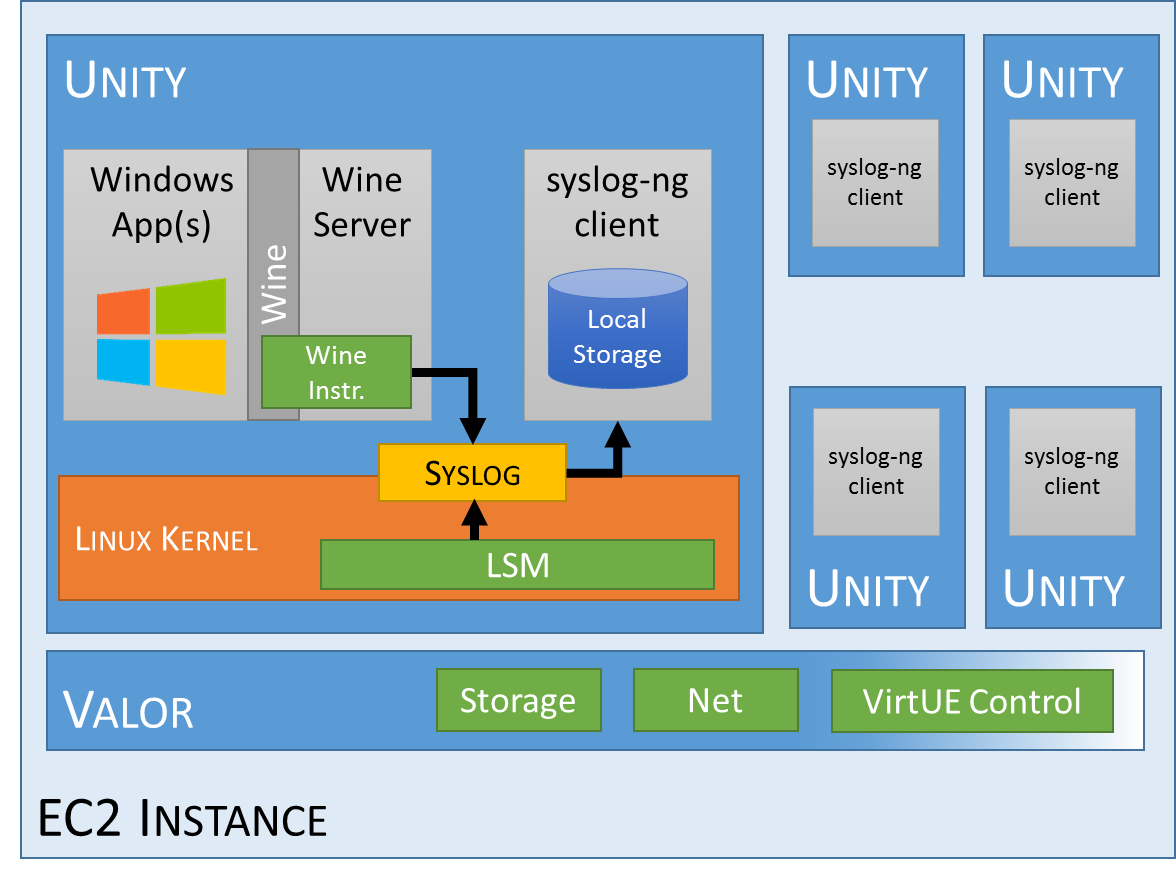 UNITY
Windows
App(s)
Wine
Wine
Server
Wine
Instr.
syslog-ng
client
Local
Storage
SYSLOG
LINUX KERNEL
LSM
UNITY
syslog-ng
client
UNITY
syslog-ng
client
syslog-ng
client
UNITY
syslog-ng
client
UNITY
VALOR
Storage
Net
VirtUE Control
EC2 INSTANCE